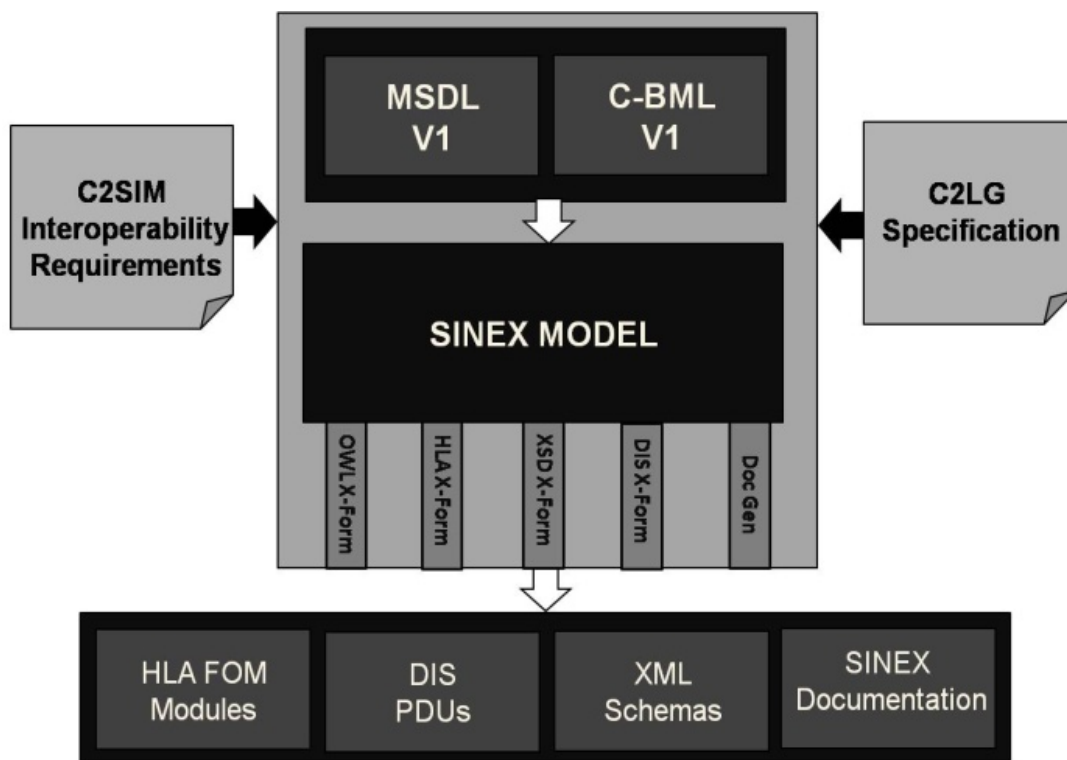 MSDL
V1
C-BML
V1
C2SIM
Interoperability
Requirements
C2LG
Specification
SINEX MODEL
OWL X-Form
HLA X-Form
XSD X-Form
DIS X-Form
Doc Gen
HLA FOM
Modules
DIS
PDUs
XML
Schemas
SINEX
Documentation